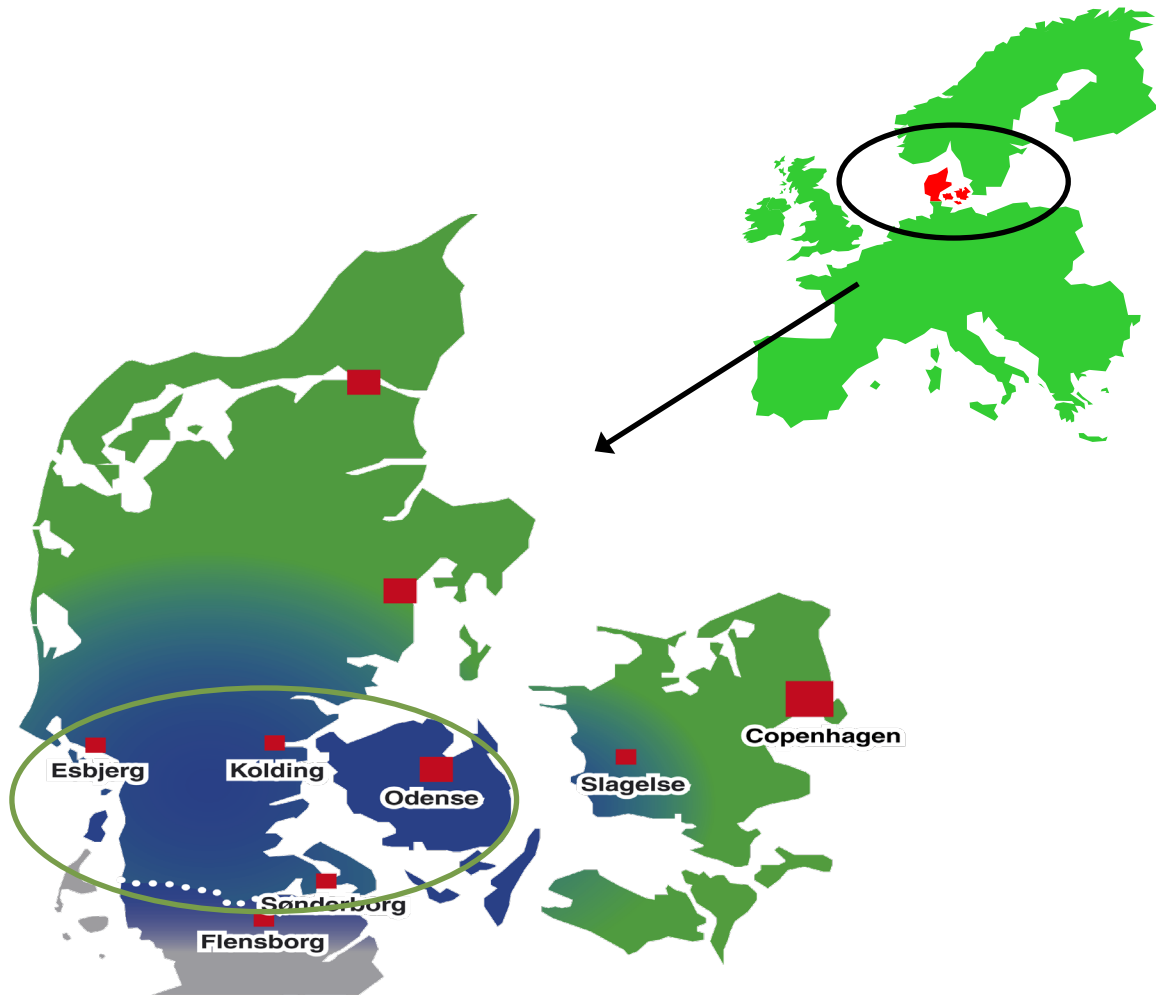 Copenhagen
Esbjerg
Kolding
Slagelse
Odense
Sønderborg
Flensborg